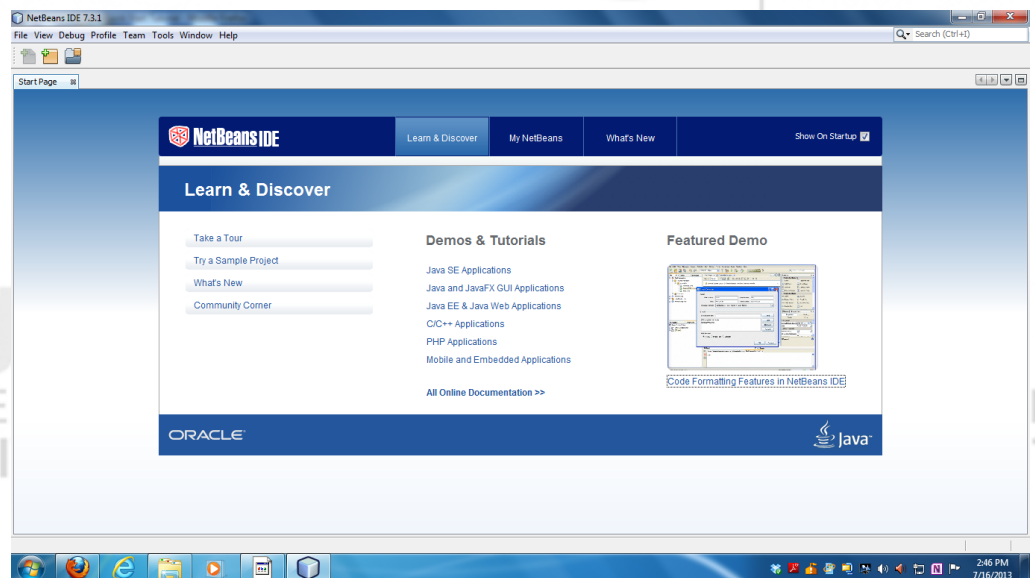 NetBeans IDE 7.3.1
File View Debug Profile Team Tools Window Help
Search (Ctrl+I)
Start Page
NetBeans IDE
Learn & Discover
My NetBeans
What's New
Show On Startup
Learn & Discover
Take a Tour
Try a Sample Project
What's New
Community Corner
Demos & Tutorials
Java SE Applications
Java and JavaFX GUI Applications
Java EE & Java Web Applications
C/C++ Applications
PHP Applications
Mobile and Embedded Applications
All Online Documentation >>
Featured Demo
Code Formatting Features in NetBeans IDE
ORACLE
Java
2:46 PM
7/16/2013